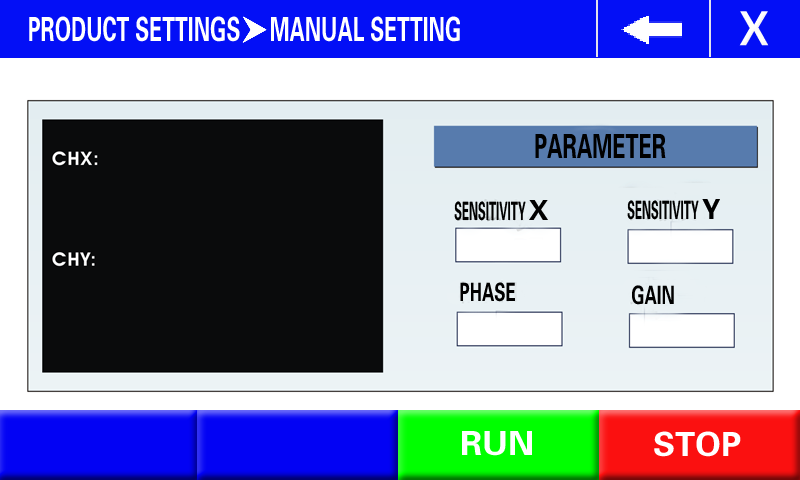 PRODUCT SETTINGS➤MANUAL SETTING
X
CHX:
CHY:
PARAMETER
SENSITIVITY X
SENSITIVITY Y
PHASE
GAIN
RUN
STOP